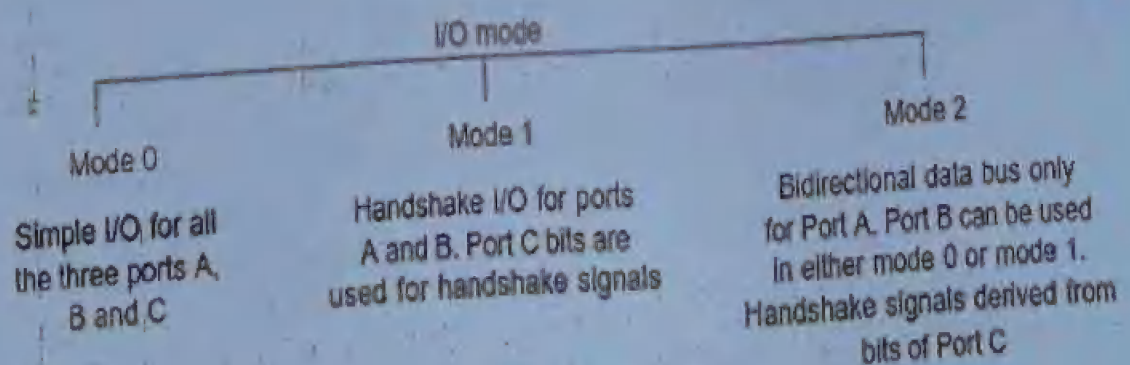 I/O mode
Mode 0
Simple I/O, for all
the three ports A,
B and C
Mode 1
Handshake I/O for ports
A and B. Port C bits are
used for handshake signals
Mode 2
Bidirectional data bus only
for Port A. Port B can be used
in either mode 0 or mode 1.
Handshake signals derived from
bits of Port C